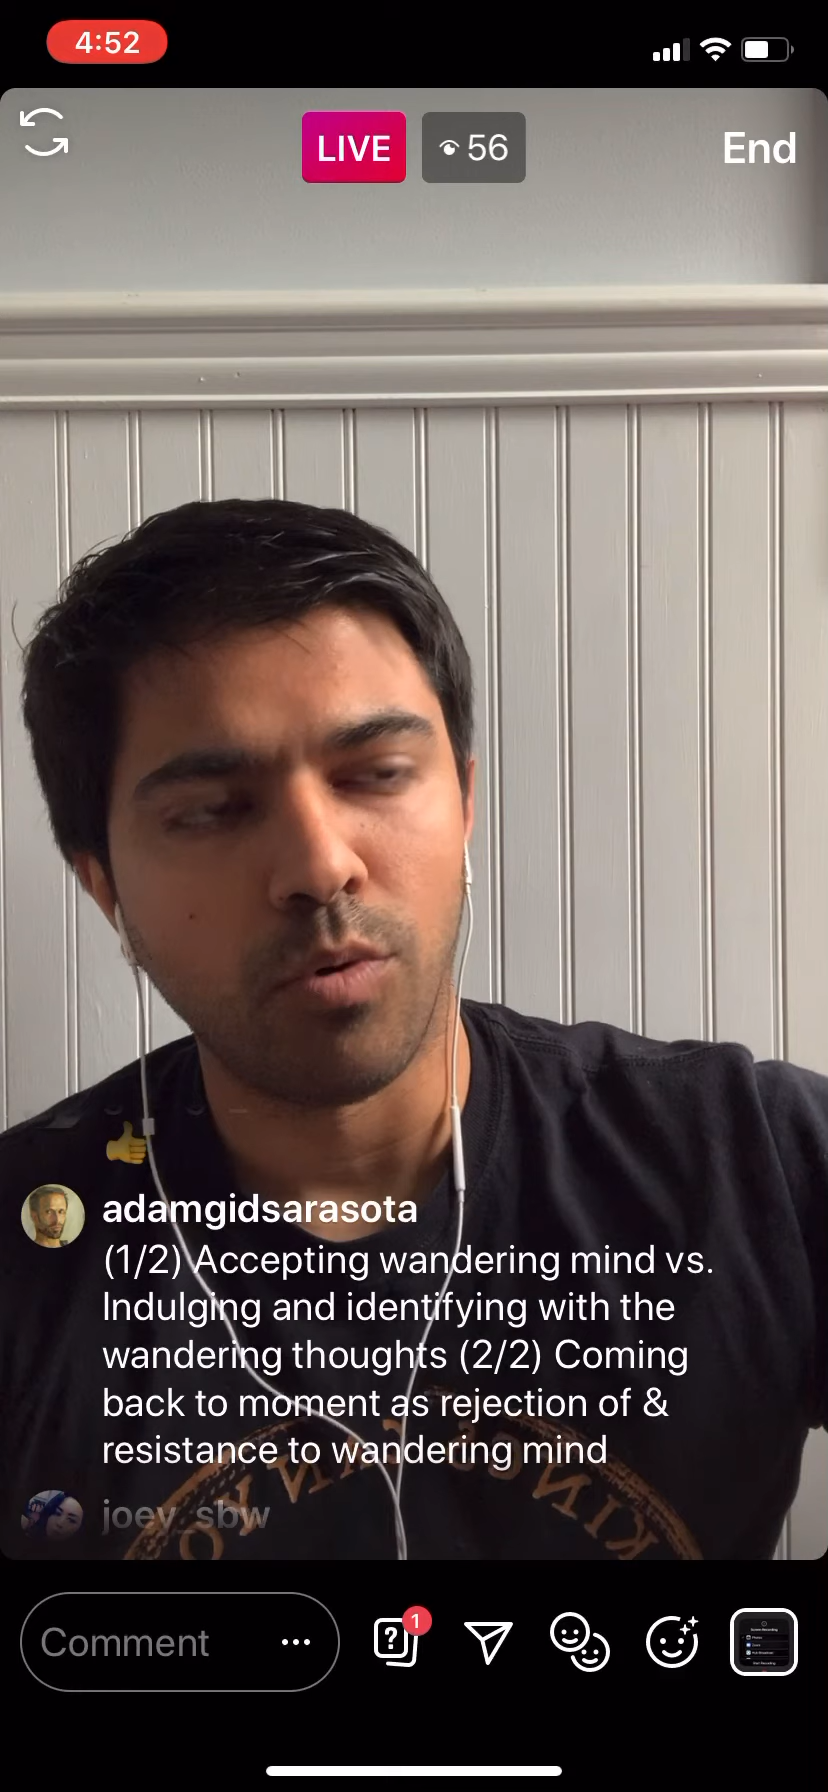 4:52
LIVE
56
End
adamgidsarasota
(1/2) Accepting wandering mind vs.
Indulging and identifying with the
wandering thoughts (2/2) Coming
back to moment as rejection of &
resistance to wandering mind
joey_sbw
Comment
1